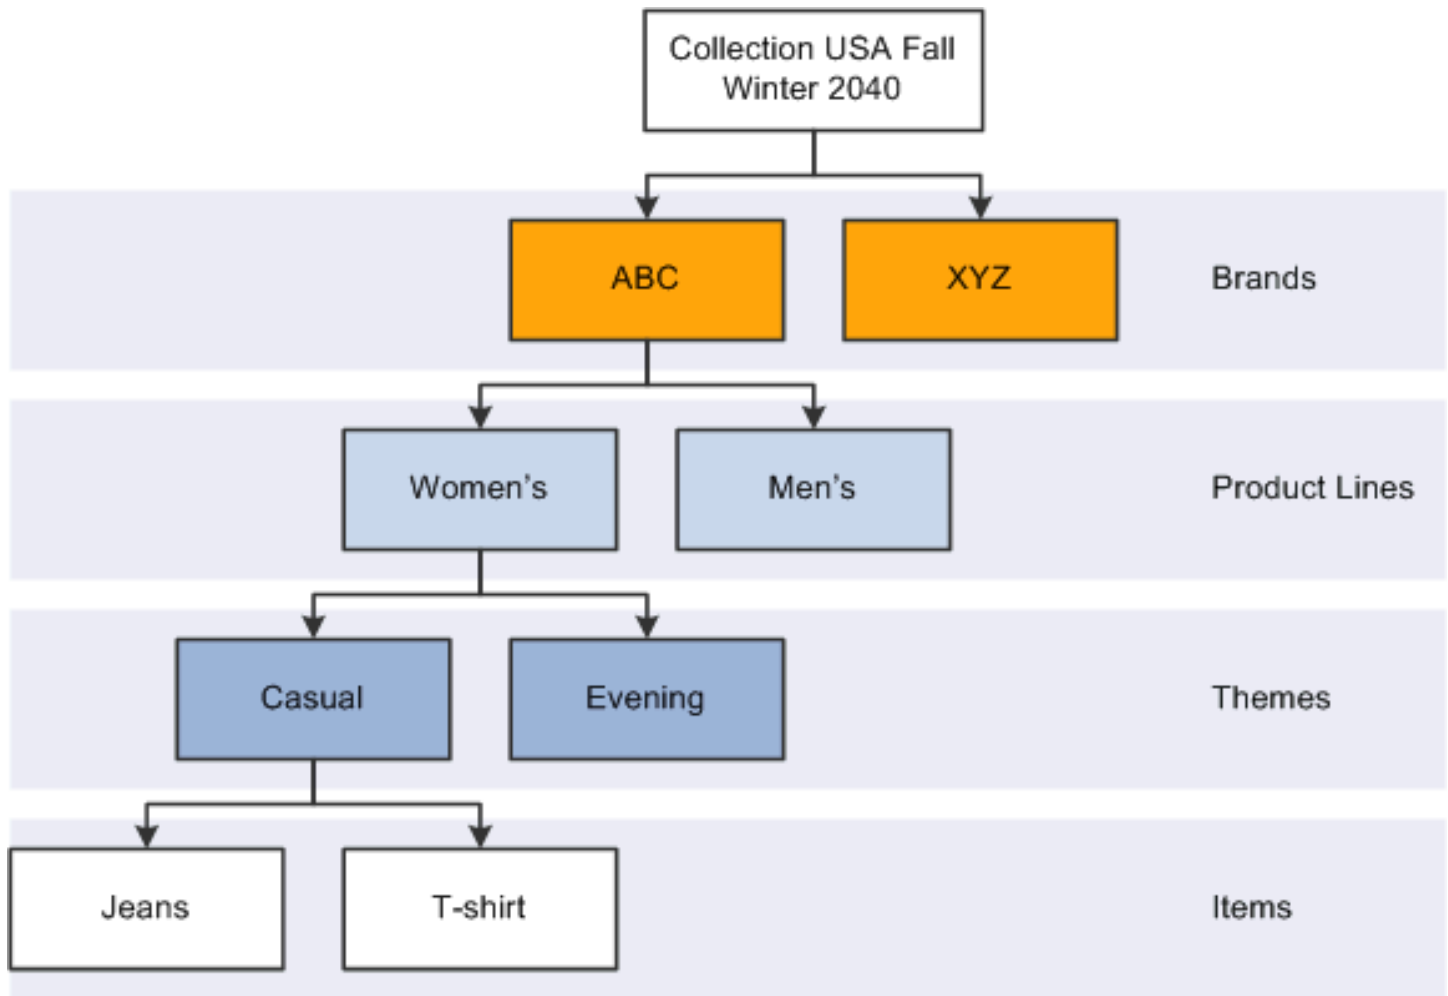 Collection USA Fall
Winter 2040
ABC
XYZ
Brands
Women’s
Men’s
Product Lines
Casual
Evening
Themes
Jeans
T-shirt
Items